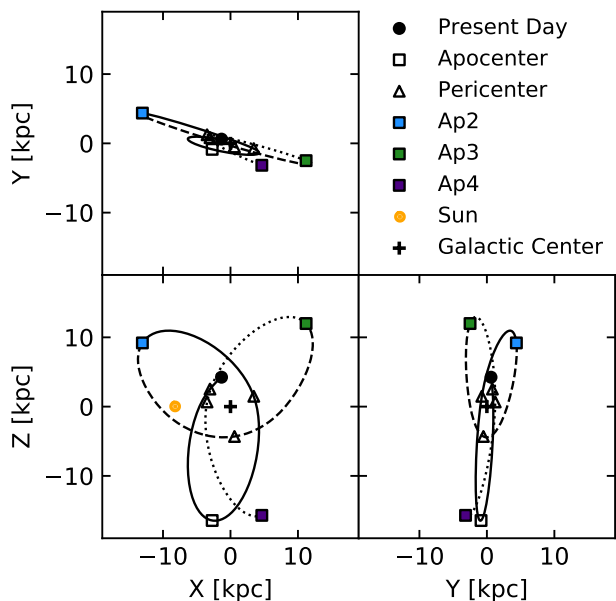 10
0
−10
Y [kpc]
Present Day
Apocenter
Pericenter
Ap2
Ap3
Ap4
Sun
Galactic Center
10
0
−10
Z [kpc]
−10 0 10
X [kpc]
−10 0 10
Y [kpc]